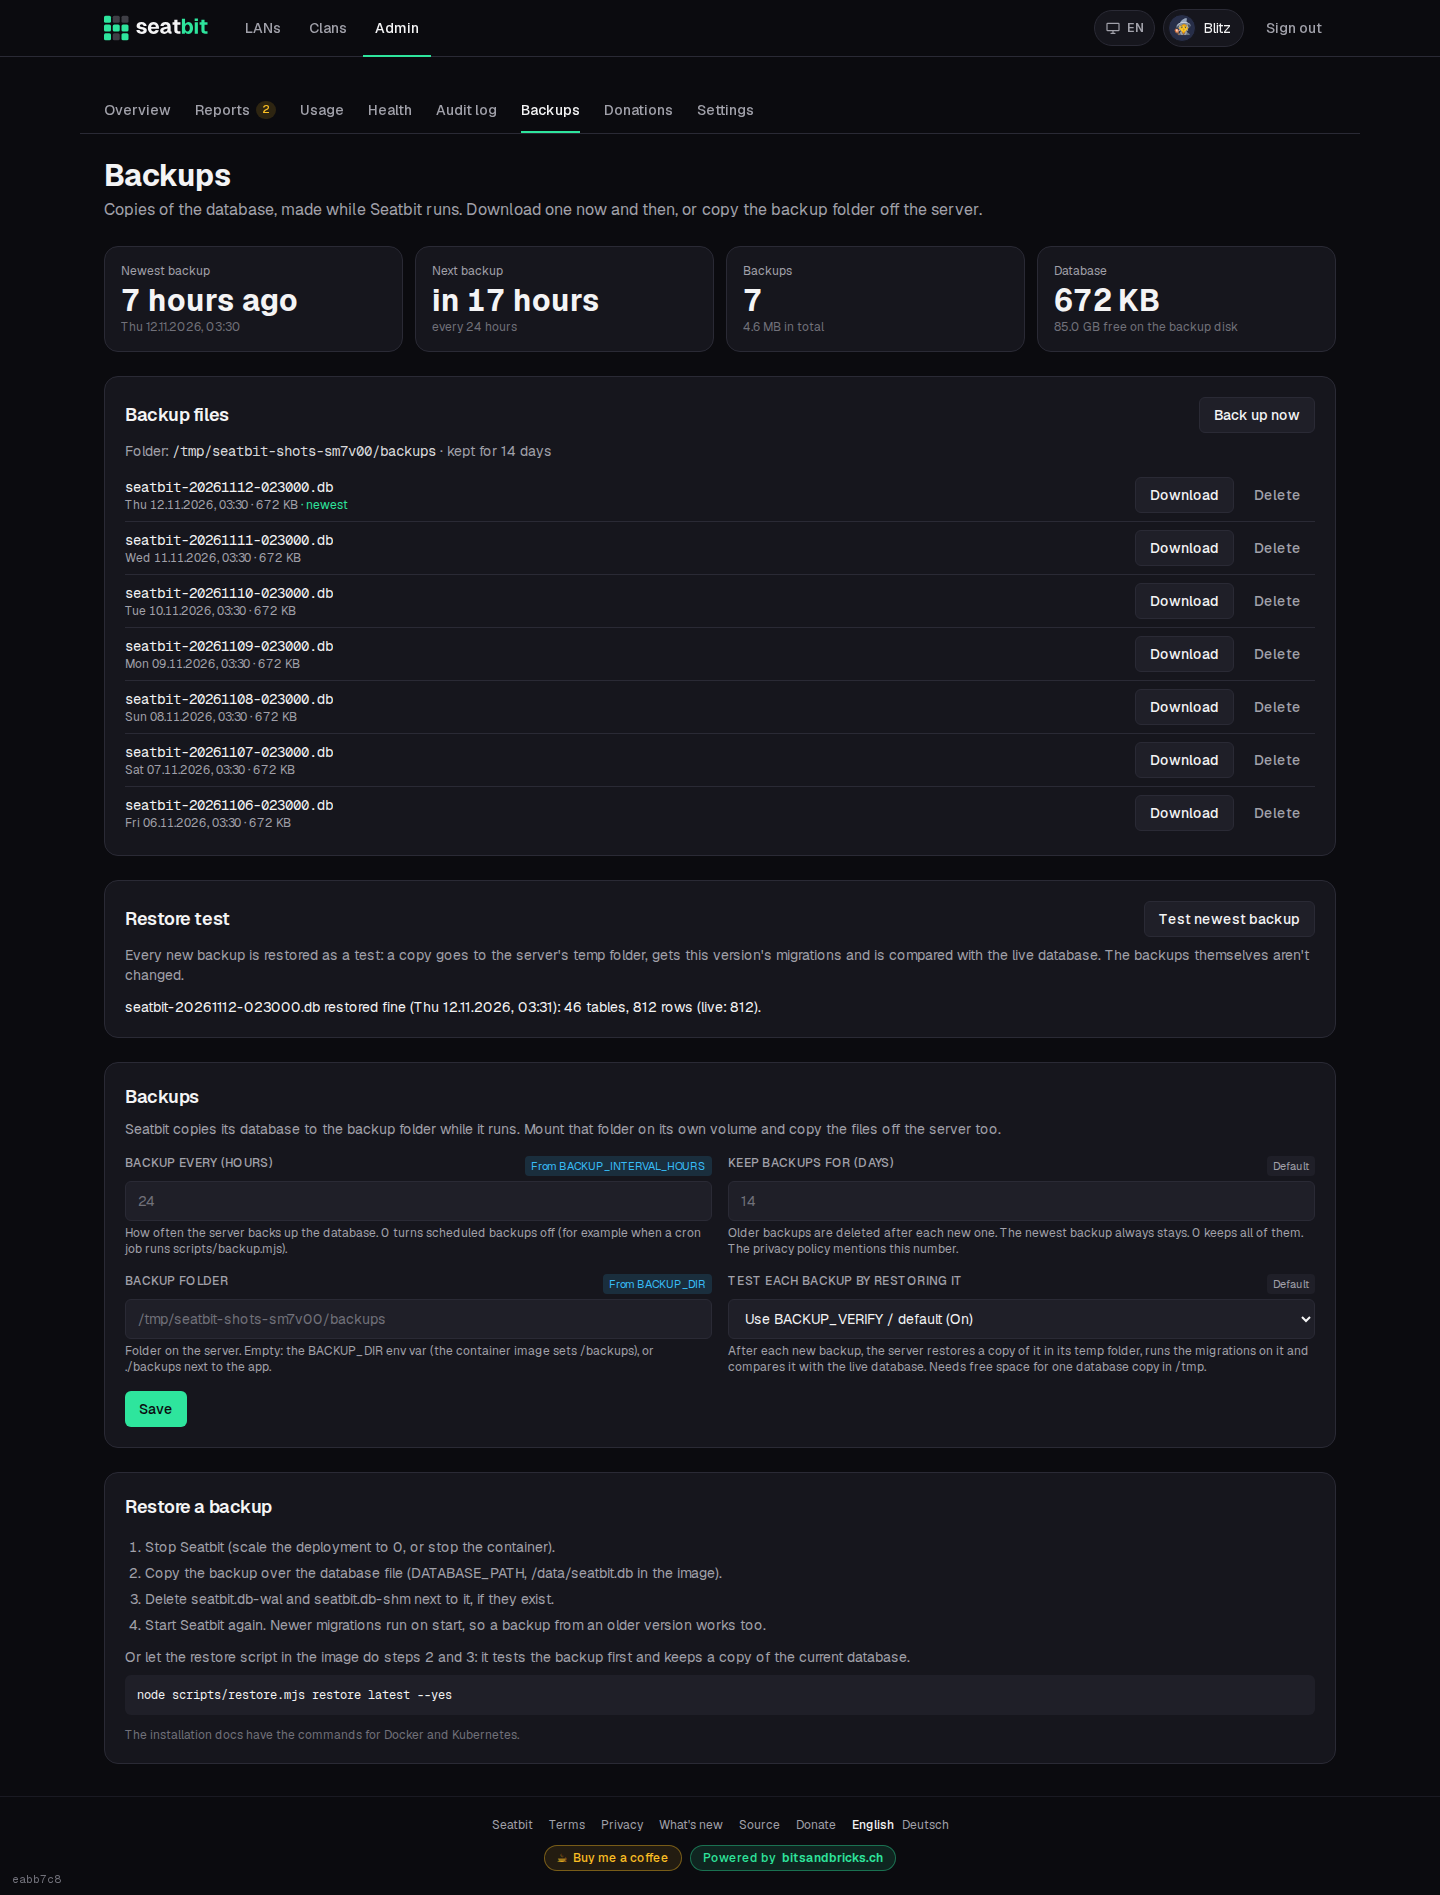 seatbit LANs Clans Admin EN Blitz Sign out
Overview Reports 2 Usage Health Audit log Backups Donations Settings
Backups
Copies of the database, made while Seatbit runs. Download one now and then, or copy the backup folder off the server.
Newest backup
7 hours ago
Thu 12.11.2026, 03:30
Next backup
in 17 hours
every 24 hours
Backups
7
4.6 MB in total
Database
672 KB
85.0 GB free on the backup disk
Backup files
Back up now
Folder: /tmp/seatbit-shots-sm7v00/backups · kept for 14 days
seatbit-20261112-023000.db
Thu 12.11.2026, 03:30 · 672 KB · newest
Download Delete
seatbit-20261111-023000.db
Wed 11.11.2026, 03:30 · 672 KB
Download Delete
seatbit-20261110-023000.db
Tue 10.11.2026, 03:30 · 672 KB
Download Delete
seatbit-20261109-023000.db
Mon 09.11.2026, 03:30 · 672 KB
Download Delete
seatbit-20261108-023000.db
Sun 08.11.2026, 03:30 · 672 KB
Download Delete
seatbit-20261107-023000.db
Sat 07.11.2026, 03:30 · 672 KB
Download Delete
seatbit-20261106-023000.db
Fri 06.11.2026, 03:30 · 672 KB
Download Delete
Restore test
Test newest backup
Every new backup is restored as a test: a copy goes to the server's temp folder, gets this version's migrations and is compared with the live database. The backups themselves aren't
changed.
seatbit-20261112-023000.db restored fine (Thu 12.11.2026, 03:31): 46 tables, 812 rows (live: 812).
Backups
Seatbit copies its database to the backup folder while it runs. Mount that folder on its own volume and copy the files off the server too.
BACKUP EVERY (HOURS) From BACKUP_INTERVAL_HOURS
24
How often the server backs up the database. 0 turns scheduled backups off (for example when a cron
job runs scripts/backup.mjs).
KEEP BACKUPS FOR (DAYS) Default
14
Older backups are deleted after each new one. The newest backup always stays. 0 keeps all of them.
The privacy policy mentions this number.
BACKUP FOLDER From BACKUP_DIR
/tmp/seatbit-shots-sm7v00/backups
Folder on the server. Empty: the BACKUP_DIR env var (the container image sets /backups), or
./backups next to the app.
TEST EACH BACKUP BY RESTORING IT Default
Use BACKUP_VERIFY / default (On)
After each new backup, the server restores a copy of it in its temp folder, runs the migrations on it and
compares it with the live database. Needs free space for one database copy in /tmp.
Save
Restore a backup
1. Stop Seatbit (scale the deployment to 0, or stop the container).
2. Copy the backup over the database file (DATABASE_PATH, /data/seatbit.db in the image).
3. Delete seatbit.db-wal and seatbit.db-shm next to it, if they exist.
4. Start Seatbit again. Newer migrations run on start, so a backup from an older version works too.
Or let the restore script in the image do steps 2 and 3: it tests the backup first and keeps a copy of the current database.
node scripts/restore.mjs restore latest --yes
The installation docs have the commands for Docker and Kubernetes.
Seatbit Terms Privacy What's new Source Donate English Deutsch
Buy me a coffee Powered by bitsandbricks.ch
eabb7c8